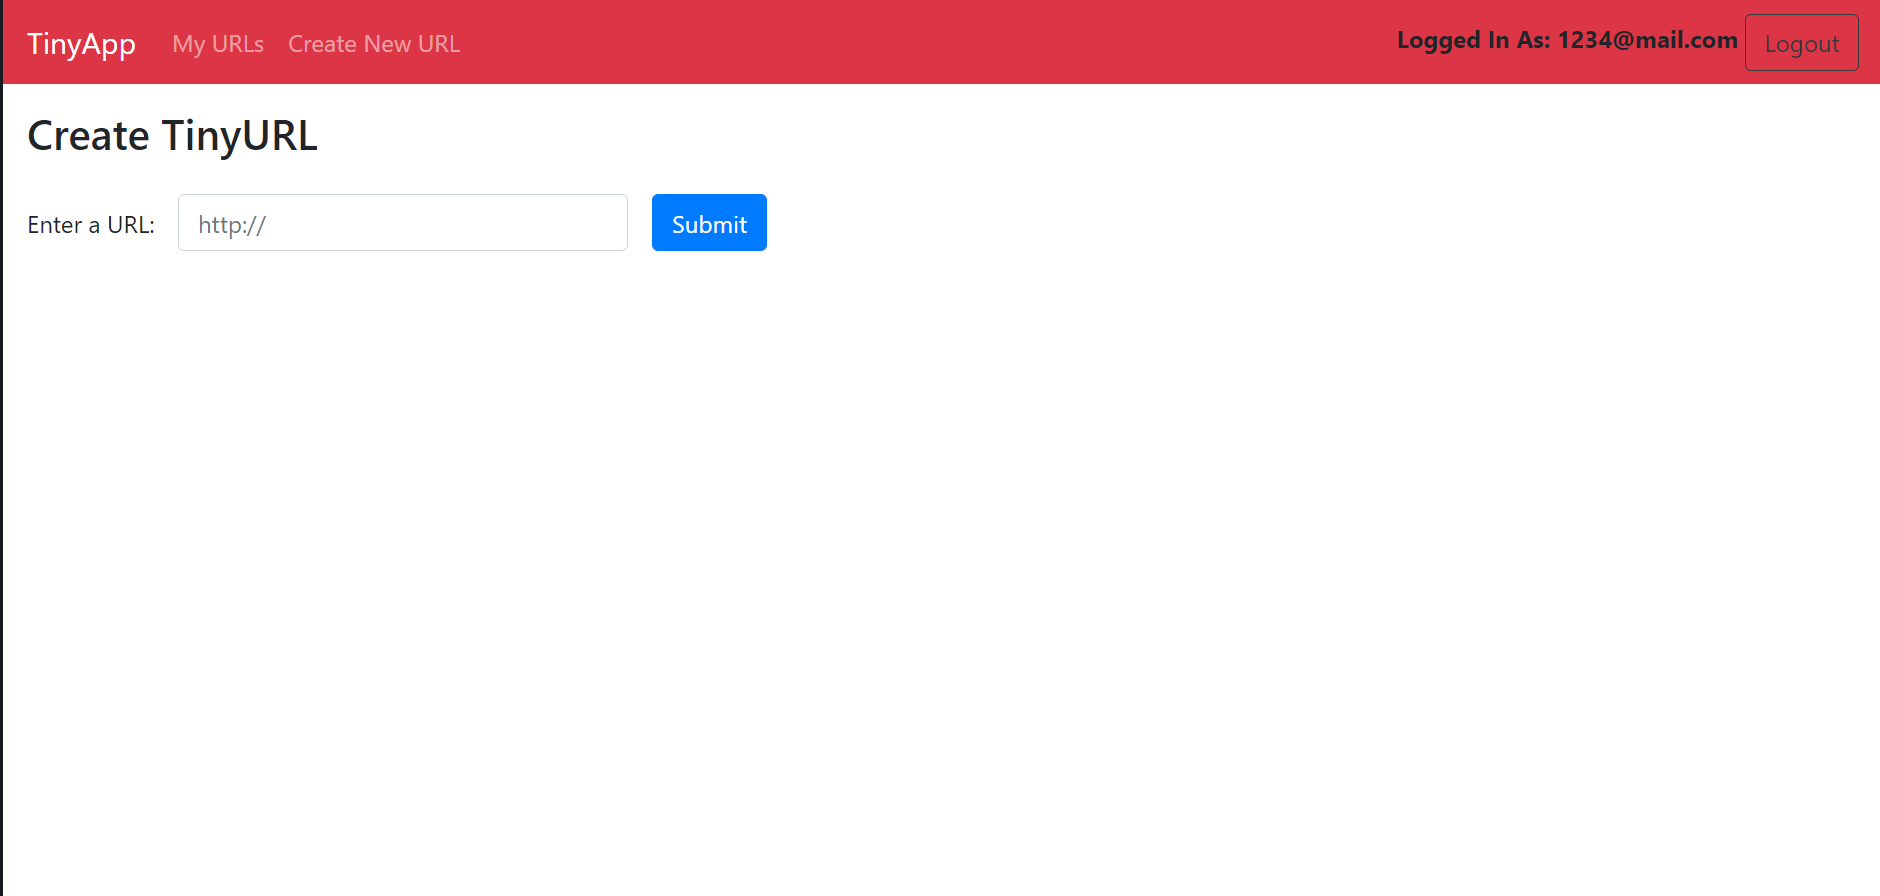 TinyApp My URLs Create New URL Logged In As: 1234@mail.com Logout
Create TinyURL
Enter a URL: http:// Submit